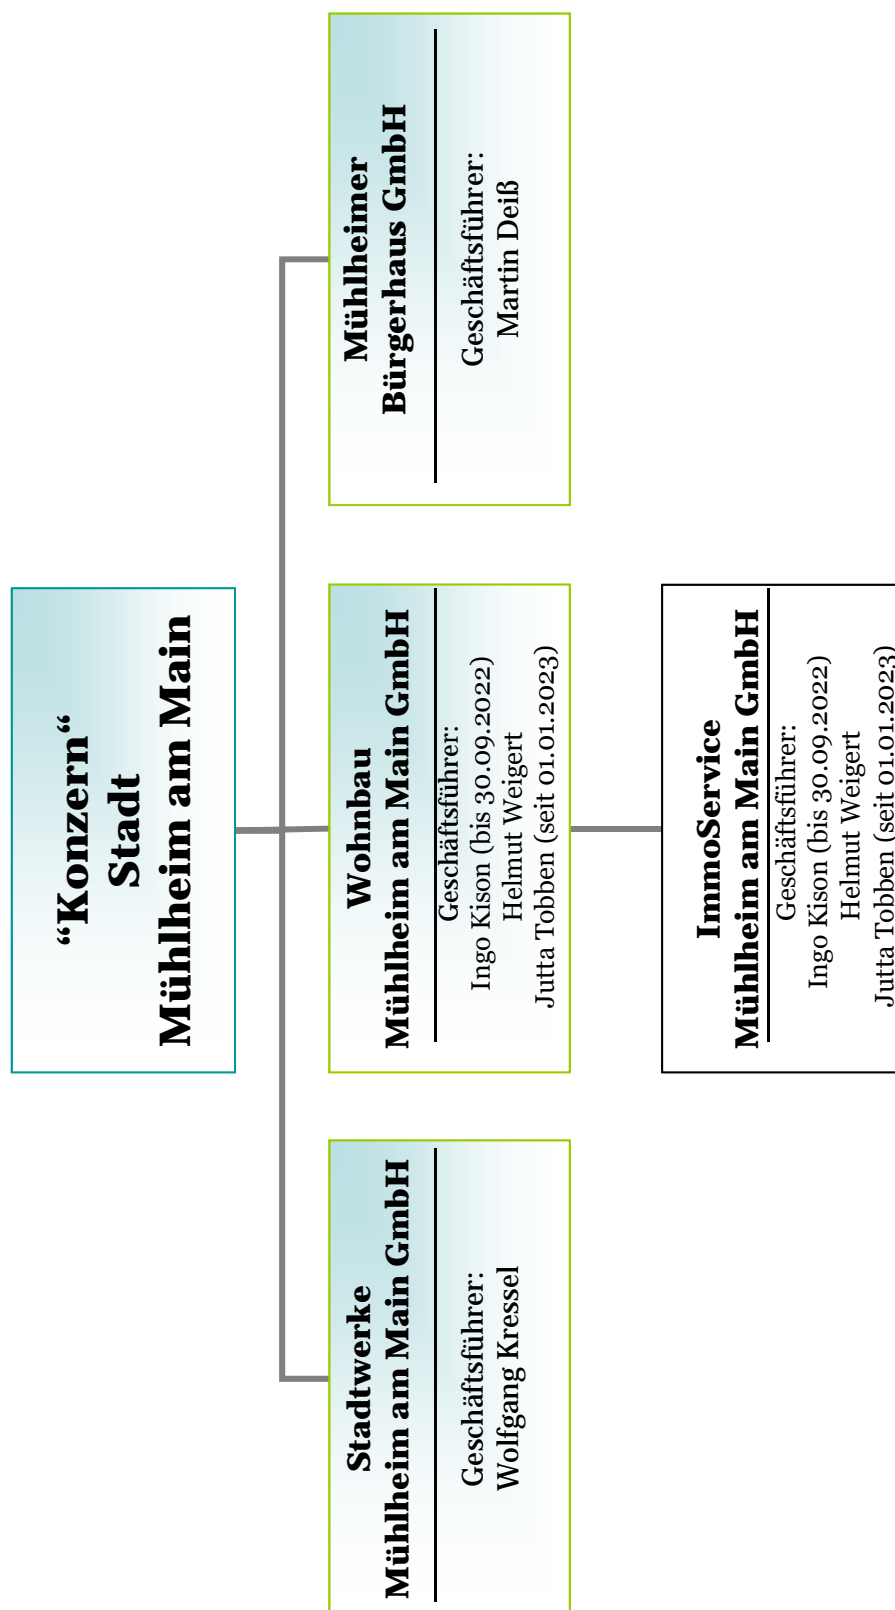 “Konzern“
Stadt
Mühlheim am Main
Stadtwerke
Mühlheim am Main GmbH
Geschäftsführer:
Wolfgang Kressel
Wohnbau
Mühlheim am Main GmbH
Geschäftsführer:
Ingo Kison (bis 30.09.2022)
Helmut Weigert
Jutta Tobben (seit 01.01.2023)
Mühlheimer
Bürgerhaus GmbH
Geschäftsführer:
Martin Deiß
ImmoService
Mühlheim am Main GmbH
Geschäftsführer:
Ingo Kison (bis 30.09.2022)
Helmut Weigert
Jutta Tobben (seit 01.01.2023)